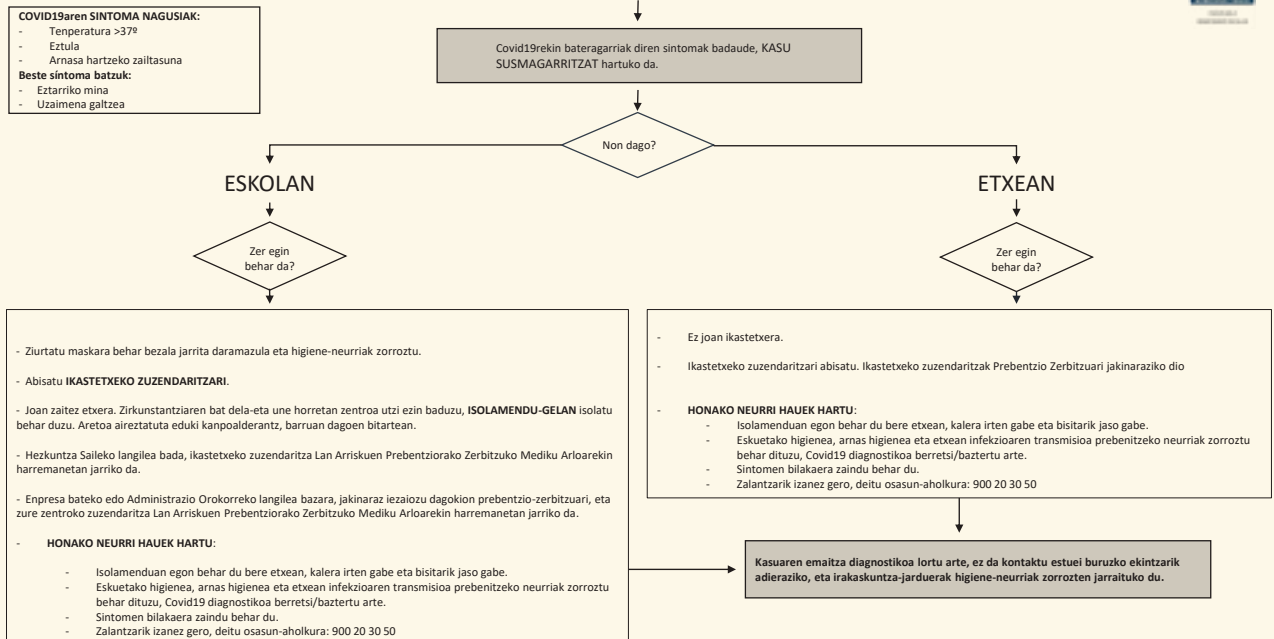 COVID19aren SINTOMA NAGUSIAK:
- Tenperatura >37º
- Eztula
- Arnasa hartzeko zailtasuna
Beste síntoma batzuk:
- Eztarriko mina
- Uzaimena galtzea
Covid19rekin bateragarriak diren sintomak badaude, KASU
SUSMAGARRITZAT hartuko da.
Non dago?
ESKOLAN
ETXEAN
Zer egin
behar da?
Zer egin
behar da?
- Ziurtatu maskara behar bezala jarrita daramazula eta higiene-neurriak zorroztu.
- Abisatu IKASTETXEKO ZUZENDARITZARI.
- Joan zaitez etxera. Zirkunstantziaren bat dela-eta une horretan zentroa utzi ezin baduzu, ISOLAMENDU-GELAN isolatu
behar duzu. Aretoa aireztatuta eduki kanpoalderantz, barruan dagoen bitartean.
- Hezkuntza Saileko langilea bada, ikastetxeko zuzendaritza Lan Arriskuen Prebentziorako Zerbitzuko Mediku Arloarekin
harremanetan jarriko da.
- Enpresa bateko edo Administrazio Orokorreko langilea bazara, jakinaraz iezaiozu dagokion prebentzio-zerbitzuari, eta
zure zentroko zuzendaritza Lan Arriskuen Prebentziorako Zerbitzuko Mediku Arloarekin harremanetan jarriko da.
- HONAKO NEURRI HAUEK HARTU:
- Isolamenduan egon behar du bere etxean, kalera irten gabe eta bisitarik jaso gabe.
- Eskuetako higienea, arnas higienea eta etxean infekzioaren transmisioa prebenitzeko neurriak zorroztu
behar dituzu, Covid19 diagnostikoa berretsi/baztertu arte.
- Sintomen bilakaera zaindu behar du.
- Zalantzarik izanez gero, deitu osasun-aholkura: 900 20 30 50
- Ez joan ikastetxera.
- Ikastetxeko zuzendaritzari abisatu. Ikastetxeko zuzendaritzak Prebentzio Zerbitzuari jakinaraziko dio
- HONAKO NEURRI HAUEK HARTU:
- Isolamenduan egon behar du bere etxean, kalera irten gabe eta bisitarik jaso gabe.
- Eskuetako higienea, arnas higienea eta etxean infekzioaren transmisioa prebenitzeko neurriak zorroztu
behar dituzu, Covid19 diagnostikoa berretsi/baztertu arte.
- Sintomen bilakaera zaindu behar du.
- Zalantzarik izanez gero, deitu osasun-aholkura: 900 20 30 50
Kasuaren emaitza diagnostikoa lortu arte, ez da kontaktu estuei buruzko ekintzarik
adieraziko, eta irakaskuntza-jarduerak higiene-neurriak zorrozten jarraituko du.